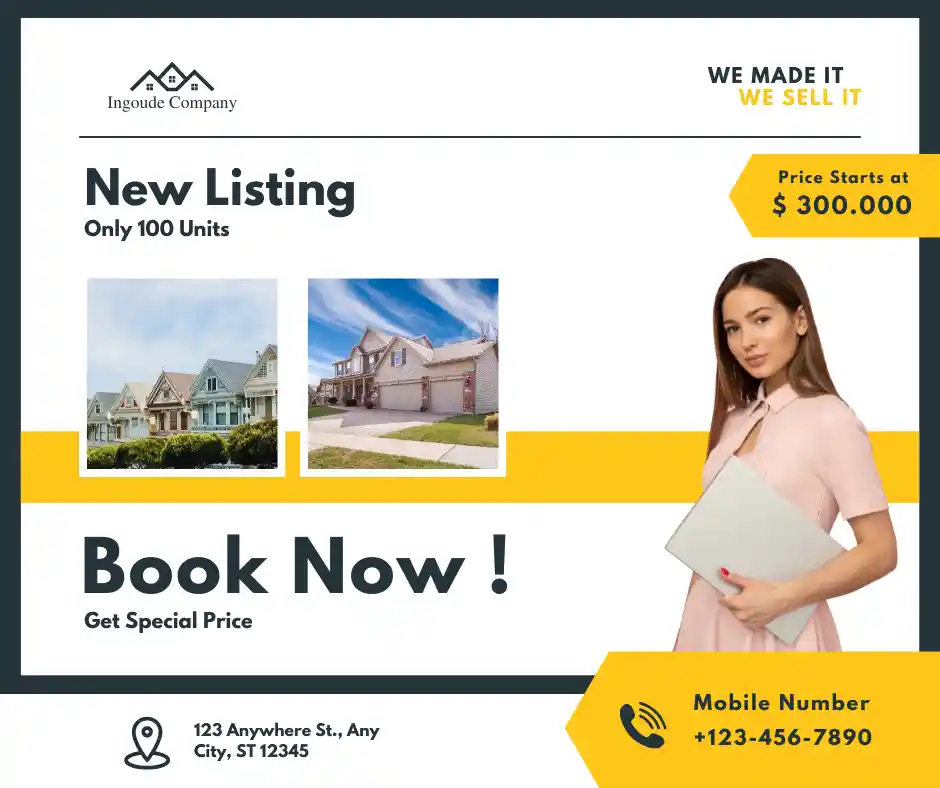 Ingoude Company
WE MADE IT
WE SELL IT
New Listing
Only 100 Units
Price Starts at
$ 300.000
Book Now !
Get Special Price
123 Anywhere St., Any
City, ST 12345
Mobile Number
+123-456-7890